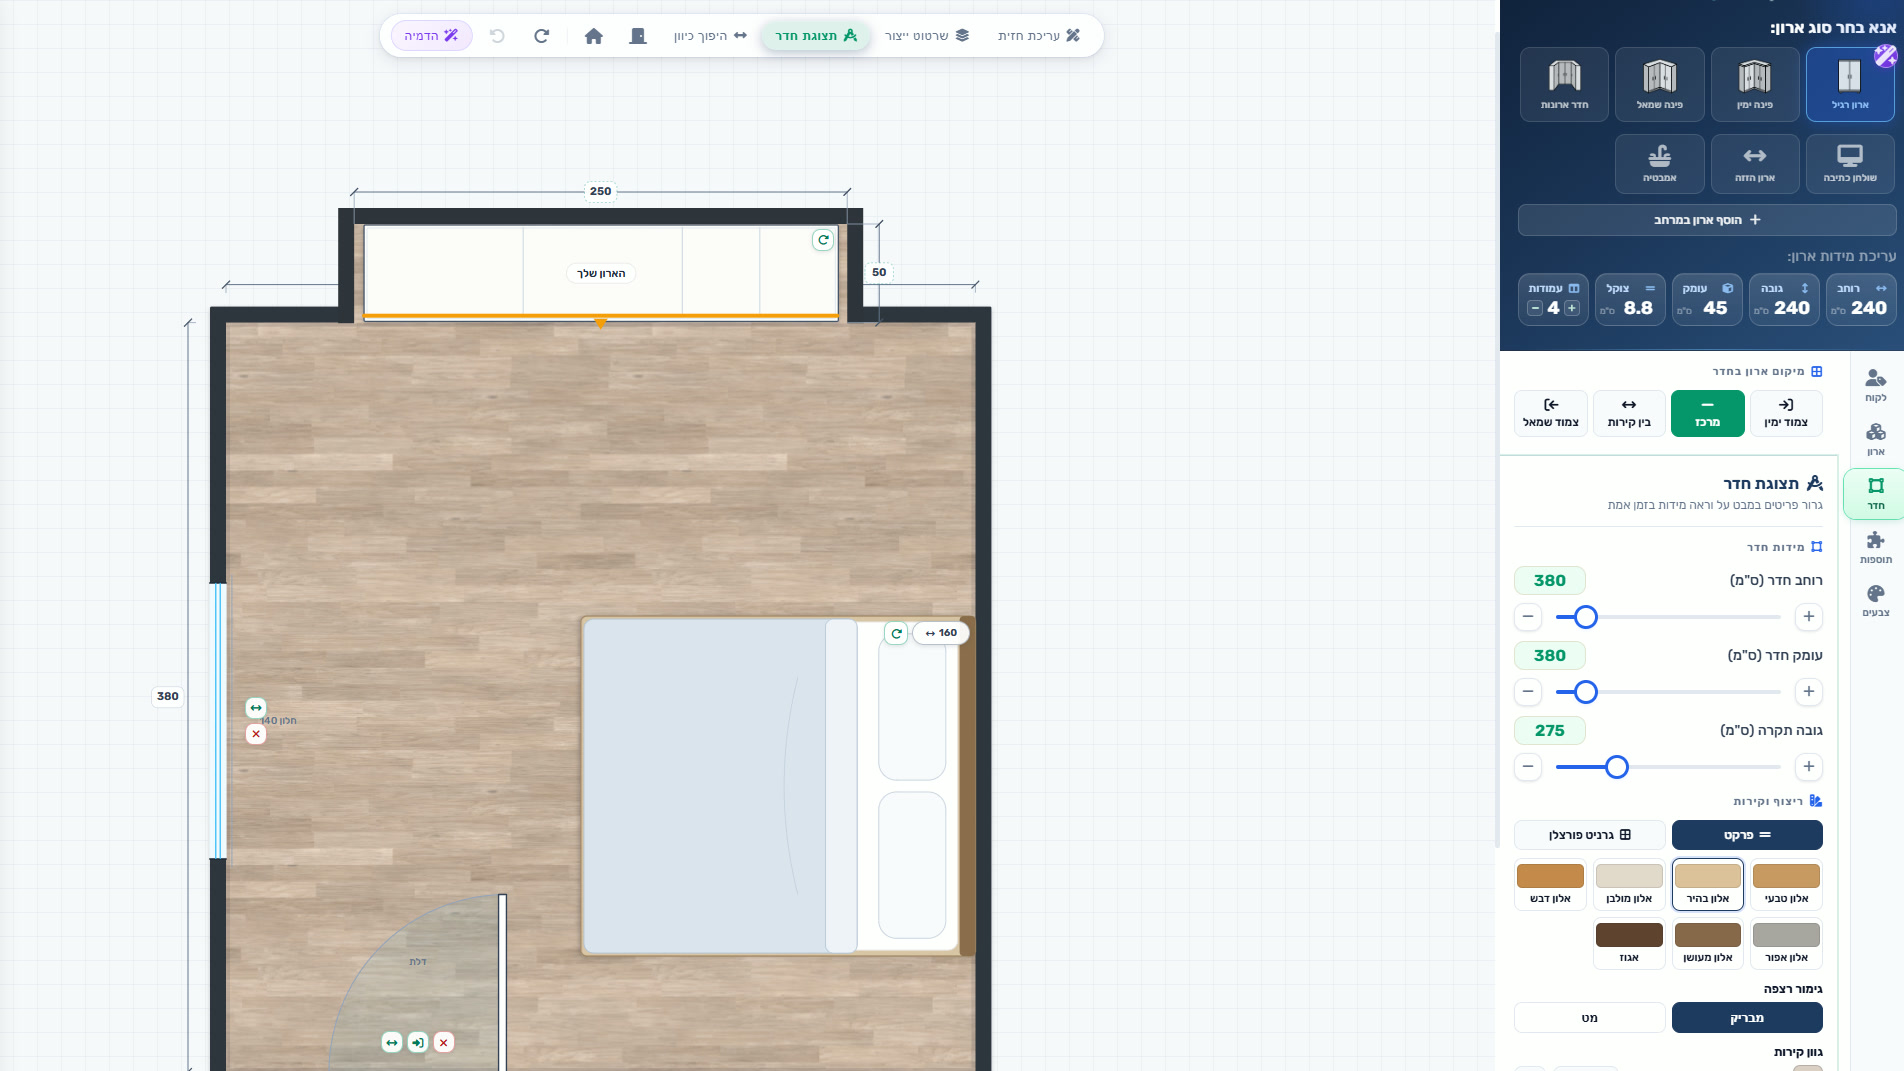 עריכת חזית
שרטוט ייצור
תצוגת חדר
היפוך כיוון
הדמיה
אנא בחר סוג ארון:
ארון רגיל
פינה ימין
פינה שמאל
חדר ארונות
שולחן כתיבה
ארון הזזה
אמבטיה
הוסף ארון במרחב
עריכת מידות ארון:
רוחב
240 ס"מ
גובה
240 ס"מ
עומק
45 ס"מ
צוקל
8.8 ס"מ
עמודות
+ 4 −
לקוח
ארון
חדר
תוספות
צבעים
מיקום ארון בחדר
צמוד ימין
מרכז
בין קירות
צמוד שמאל
תצוגת חדר
גרור פריטים במבט על וראה מידות בזמן אמת
מידות חדר
רוחב חדר (ס"מ)
380
עומק חדר (ס"מ)
380
גובה תקרה (ס"מ)
275
ריצוף וקירות
פרקט
גרניט פורצלן
אלון טבעי
אלון בהיר
אלון מולבן
אלון דבש
אלון אפור
אלון מעושן
אגוז
גימור רצפה
מבריק
מט
גוון קירות
250
50
הארון שלך
380
160
חלון 140
דלת